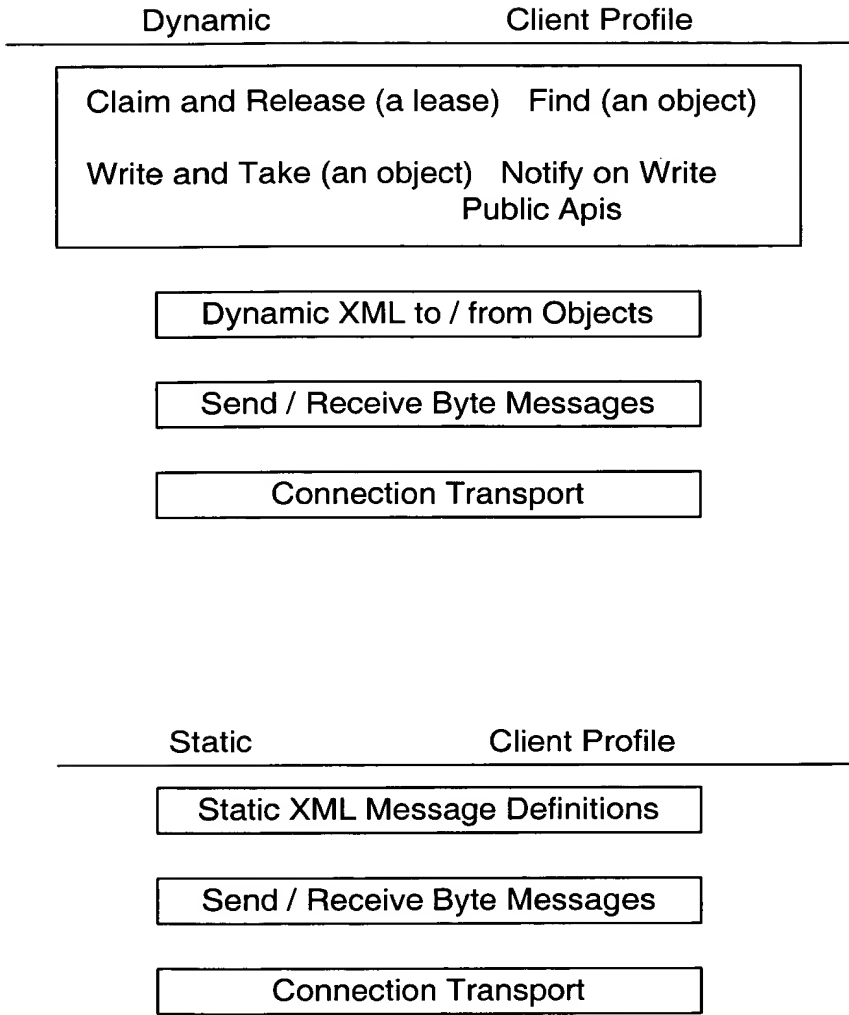 Dynamic Client Profile
Claim and Release (a lease) Find (an object)
Write and Take (an object) Notify on Write
Public Apis
Dynamic XML to / from Objects
Send / Receive Byte Messages
Connection Transport
Static Client Profile
Static XML Message Definitions
Send / Receive Byte Messages
Connection Transport